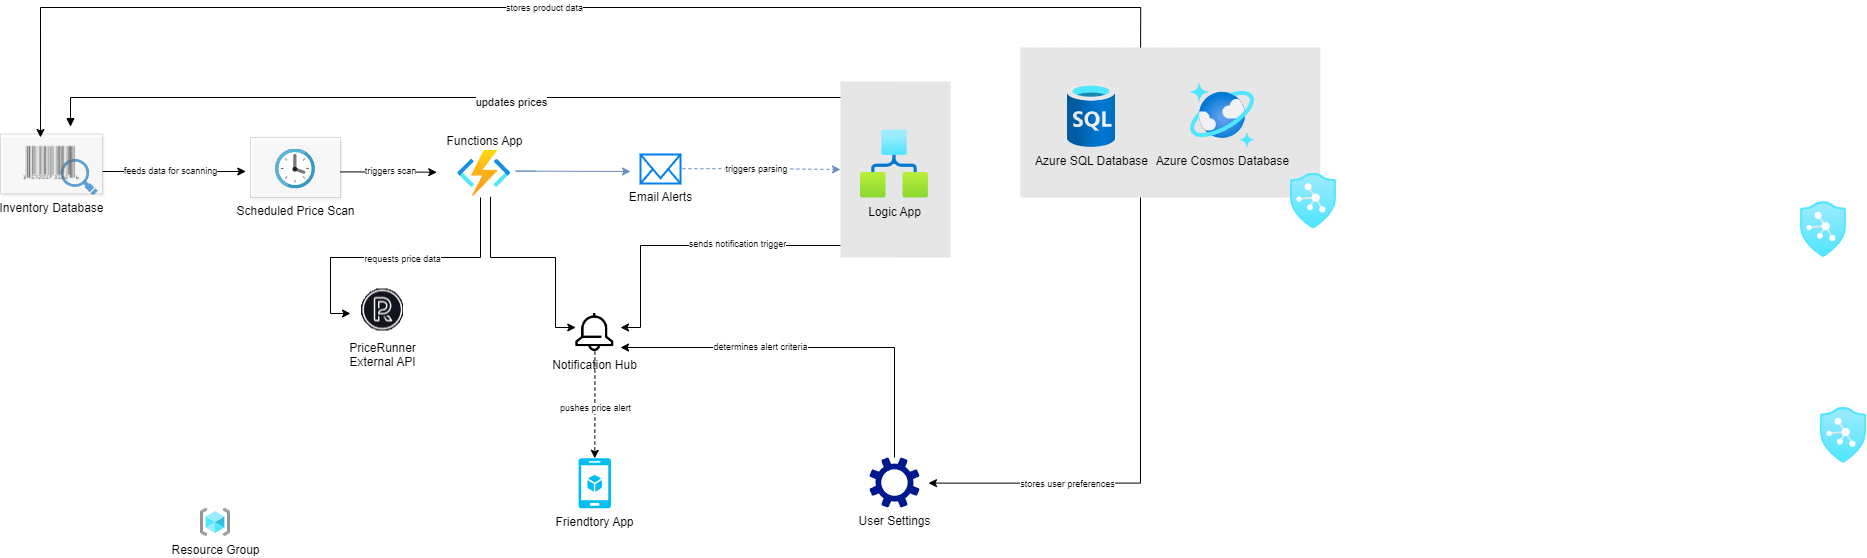 stores product data
updates prices
Functions App
SQL
Azure SQL Database
Azure Cosmos Database
feeds data for scanning
triggers scan
triggers parsing
Inventory Database
Scheduled Price Scan
Email Alerts
Logic App
sends notification trigger
requests price data
PriceRunner
External API
determines alert criteria
Notification Hub
pushes price alert
stores user preferences
Friendtory App
User Settings
Resource Group